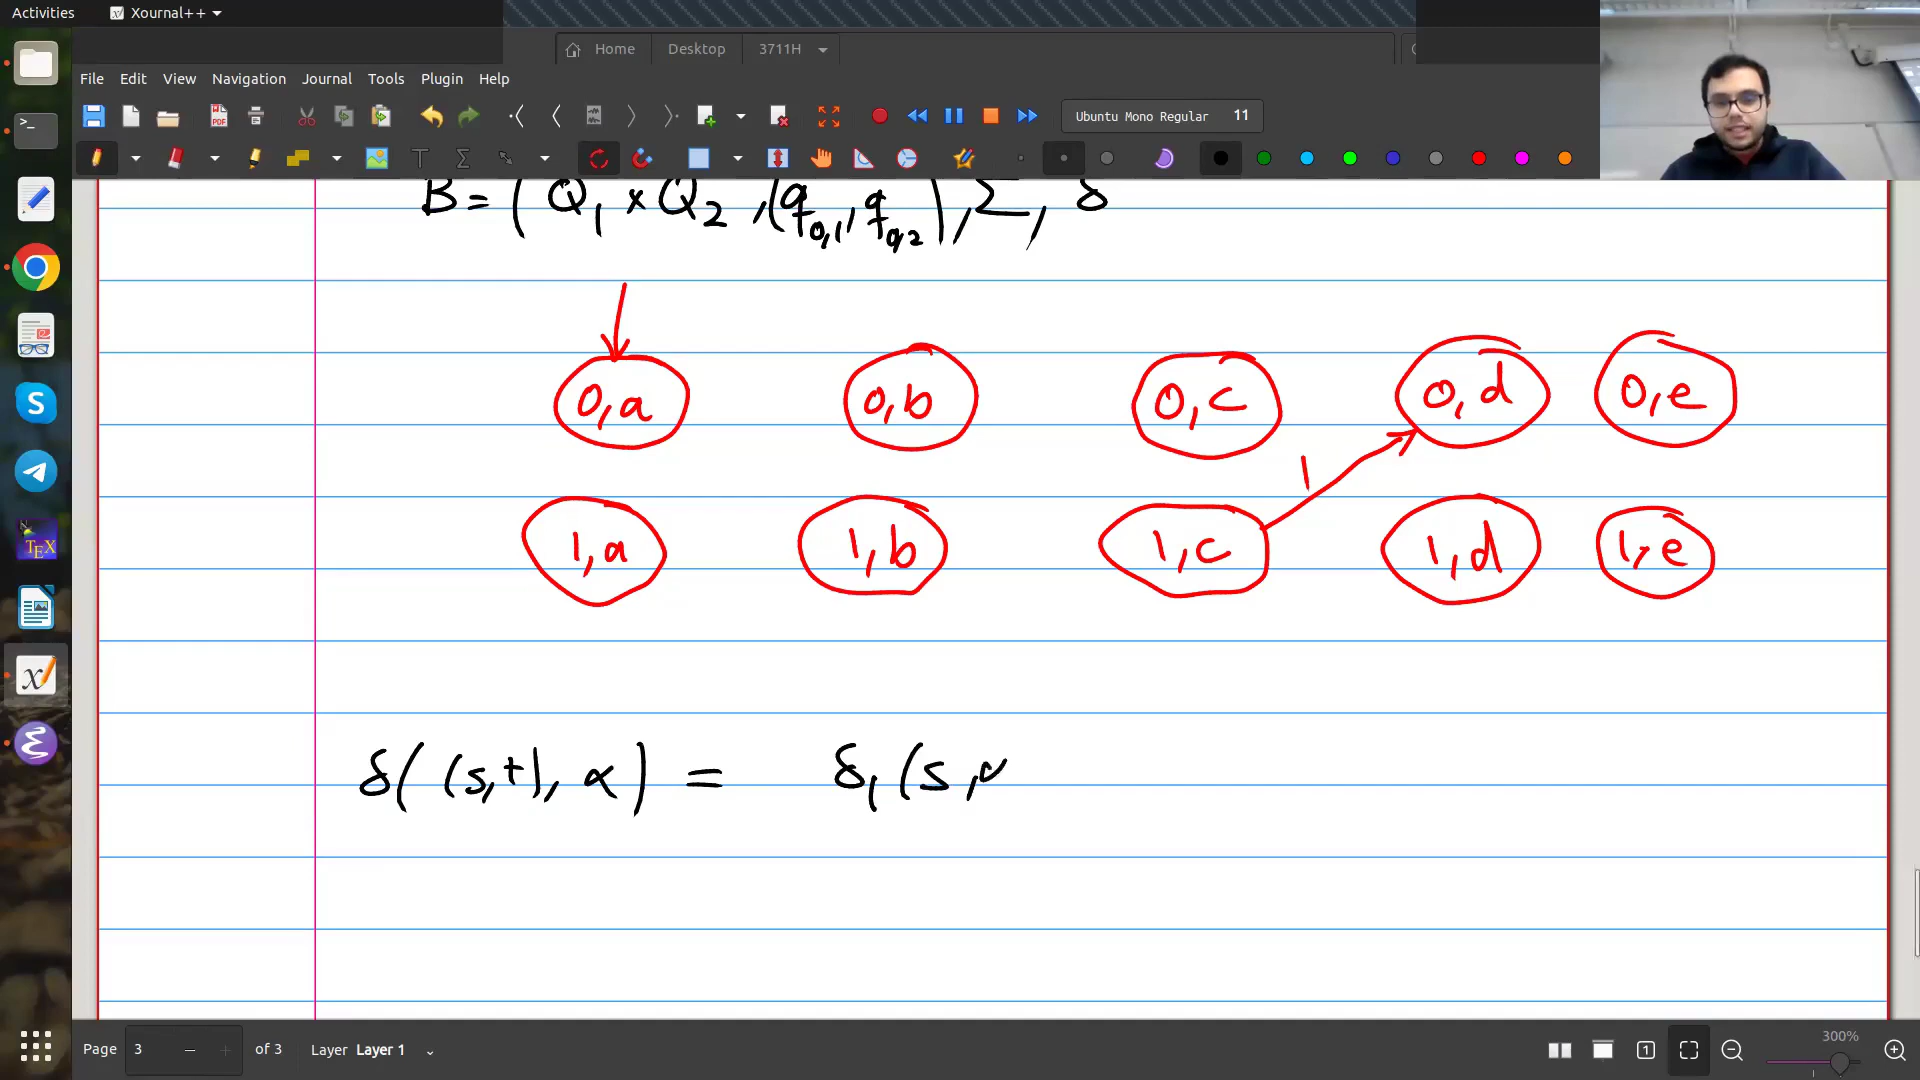 Activities Xournal++
Home Desktop 3711H
File Edit View Navigation Journal Tools Plugin Help
Ubuntu Mono Regular 11
B = ( Q₁ × Q₂ , (q₀,₁, q₀,₂), Σ, δ
0,a 0,b 0,c 0,d 0,e
1
1,a 1,b 1,c 1,d 1,e
δ( (s,t), α) = δ₁ (s, α
TEX
Page 3 of 3 Layer Layer 1
300%